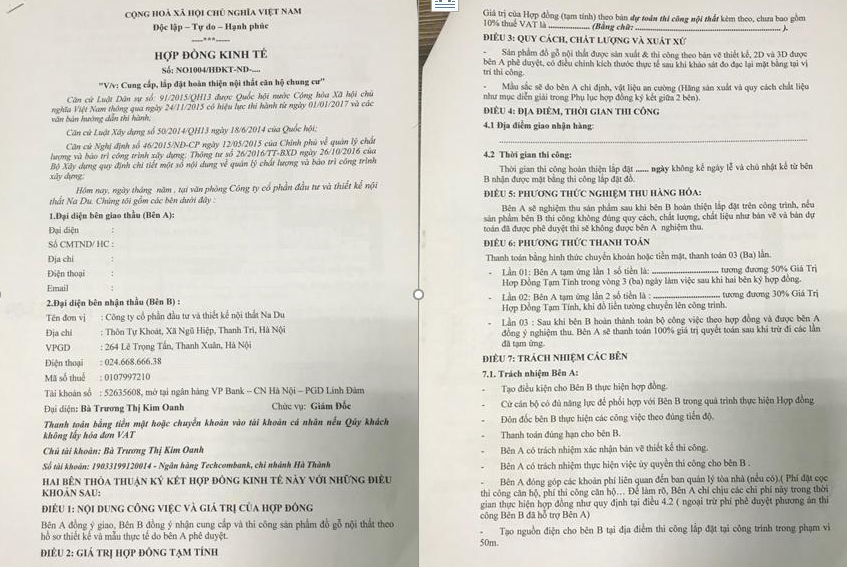 CỘNG HOÀ XÃ HỘI CHỦ NGHĨA VIỆT NAM
Độc lập – Tự do – Hạnh phúc
-----***-----
HỢP ĐỒNG KINH TẾ
Số: NO1004/HĐKT-ND-....
"V/v: Cung cấp, lắp đặt hoàn thiện nội thất căn hộ chung cư"
Căn cứ Luật Dân sự số: 91/2015/QH13 được Quốc hội nước Cộng hòa Xã hội chủ
nghĩa Việt Nam thông qua ngày 24/11/2015 có hiệu lực thi hành từ ngày 01/01/2017 và các
văn bản hướng dẫn thi hành;
Căn cứ Luật Xây dựng số 50/2014/QH13 ngày 18/6/2014 của Quốc hội;
Căn cứ Nghị định số 46/2015/NĐ-CP ngày 12/05/2015 của Chính phủ về quản lý chất
lượng và bảo trì công trình xây dựng; Thông tư số 26/2016/TT-BXD ngày 26/10/2016 của
Bộ Xây dựng quy định chi tiết một số nội dung về quản lý chất lượng và bảo trì công trình
xây dựng;
Hôm nay, ngày tháng năm , tại văn phòng Công ty cổ phần đầu tư và thiết kế nội
thất Na Du. Chúng tôi gồm các bên dưới đây :
1.Đại diện bên giao thầu (Bên A):
Đại diện :
Số CMTND/ HC :
Địa chỉ :
Điện thoại :
Email :
2.Đại diện bên nhận thầu (Bên B) :
Tên đơn vị : Công ty cổ phần đầu tư và thiết kế nội thất Na Du
Địa chỉ : Thôn Tự Khoát, Xã Ngũ Hiệp, Thanh Trì, Hà Nội
VPGD : 264 Lê Trọng Tấn, Thanh Xuân, Hà Nội
Điện thoại : 024.668.666.38
Mã số thuế : 0107997210
Tài khoản số : 52635608, mở tại ngân hàng VP Bank – CN Hà Nội – PGD Linh Đàm
Đại diện: Bà Trương Thị Kim Oanh Chức vụ: Giám Đốc
Thanh toán bằng tiền mặt hoặc chuyển khoản vào tài khoản cá nhân nếu Qúy khách
không lấy hóa đơn VAT
Chủ tài khoản: Bà Trương Thị Kim Oanh
Số tài khoản: 19033199120014 - Ngân hàng Techcombank, chi nhánh Hà Thành
HAI BÊN THỎA THUẬN KÝ KẾT HỢP ĐỒNG KINH TẾ NÀY VỚI NHỮNG ĐIỀU
KHOẢN SAU:
ĐIỀU 1: NỘI DUNG CÔNG VIỆC VÀ GIÁ TRỊ CỦA HỢP ĐỒNG
Bên A đồng ý giao, Bên B đồng ý nhận cung cấp và thi công sản phẩm đồ gỗ nội thất theo
hồ sơ thiết kế và mẫu thực tế do bên A phê duyệt.
ĐIỀU 2: GIÁ TRỊ HỢP ĐỒNG TẠM TÍNH
Giá trị của Hợp đồng (tạm tính) theo bản dự toán thi công nội thất kèm theo, chưa bao gồm
10% thuế VAT là .................... (Bằng chữ: ........................................ ).
ĐIỀU 3: QUY CÁCH, CHẤT LƯỢNG VÀ XUẤT XỨ
- Sản phẩm đồ gỗ nội thất được sản xuất & thi công theo bản vẽ thiết kế, 2D và 3D được
bên A phê duyệt, có điều chỉnh kích thước thực tế sau khi khảo sát đo đạc lại mặt bằng tại vị
trí thi công.
- Mầu sắc sẽ do bên A chỉ định, vật liệu an cường (Hãng sản xuất và quy cách chất liệu
như mục diễn giải trong Phụ lục hợp đồng ký kết giữa 2 bên).
ĐIỀU 4: ĐỊA ĐIỂM, THỜI GIAN THI CÔNG
4.1 Địa điểm giao nhận hàng:
................................................................................
4.2 Thời gian thi công:
Thời gian thi công hoàn thiện lắp đặt ...... ngày không kể ngày lễ và chủ nhật kể từ bên
B nhận được mặt bằng thi công lắp đặt đồ.
ĐIỀU 5: PHƯƠNG THỨC NGHIỆM THU HÀNG HÓA:
Bên A sẽ nghiệm thu sản phẩm sau khi bên B hoàn thiện lắp đặt trên công trình, nếu
sản phẩm bên B thi công không đúng quy cách, chất lượng, chất liệu như bản vẽ và bản dự
toán đã được phê duyệt thì sẽ không được bên A nghiệm thu.
ĐIỀU 6: PHƯƠNG THỨC THANH TOÁN
Thanh toán bằng hình thức chuyển khoản hoặc tiền mặt, thanh toán 03 (Ba) lần.
- Lần 01: Bên A tạm ứng lần 1 số tiền là: ........................ tương đương 50% Giá Trị
Hợp Đồng Tạm Tính trong vòng 3 (ba) ngày làm việc sau khi hai bên ký hợp đồng.
- Lần 02: Bên A tạm ứng lần 2 số tiền là : ........................ tương đương 30% Giá Trị
Hợp Đồng Tạm Tính, khi đồ liền tường chuyển lên công trình.
- Lần 03 : Sau khi bên B hoàn thành toàn bộ công việc theo hợp đồng và được bên A
đồng ý nghiệm thu. Bên A sẽ thanh toán 100% giá trị quyết toán sau khi trừ đi các lần
đã tạm ứng.
ĐIỀU 7: TRÁCH NHIỆM CÁC BÊN
7.1. Trách nhiệm Bên A:
- Tạo điều kiện cho Bên B thực hiện hợp đồng.
- Cử cán bộ có đủ năng lực để phối hợp với Bên B trong quá trình thực hiện Hợp đồng
- Đôn đốc bên B thực hiện các công việc theo đúng tiến độ.
- Thanh toán đúng hạn cho bên B.
- Bên A có trách nhiệm xác nhận bản vẽ thiết kế thi công.
- Bên A có trách nhiệm thực hiện việc ủy quyền thi công cho bên B .
- Bên A đóng góp các khoản phí liên quan đến ban quản lý tòa nhà (nếu có).( Phí đặt cọc
thi công căn hộ, phí thi công căn hộ… Để làm rõ, Bên A chi chịu các chi phí này trong thời
gian thực hiện hợp đồng như quy định tại điều 4.2 ( ngoại trừ phí phê duyệt phương án thi
công Bên B đã hỗ trợ Bên A)
- Tạo nguồn điện cho bên B tại địa điểm thi công lắp đặt tại công trình trong phạm vi
50m.